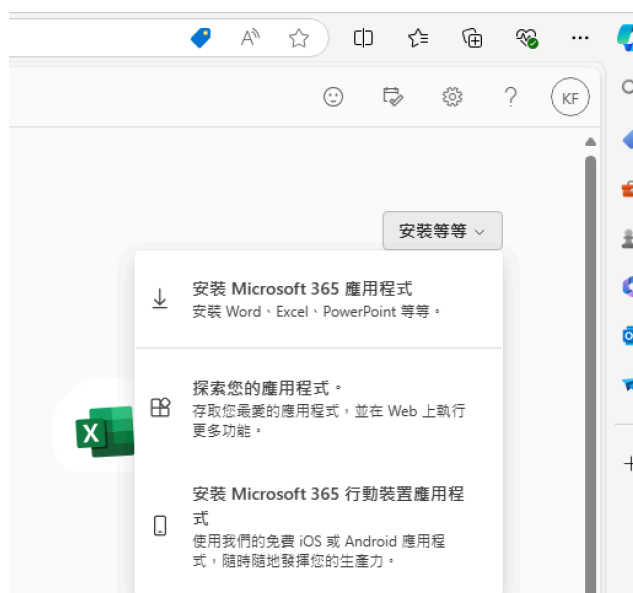 KF
安裝等等
安裝 Microsoft 365 應用程式
安裝 Word、Excel、PowerPoint 等等。
探索您的應用程式。
存取您最愛的應用程式，並在 Web 上執行
更多功能。
X
安裝 Microsoft 365 行動裝置應用程
式
使用我們的免費 iOS 或 Android 應用程
式，隨時隨地發揮您的生產力。